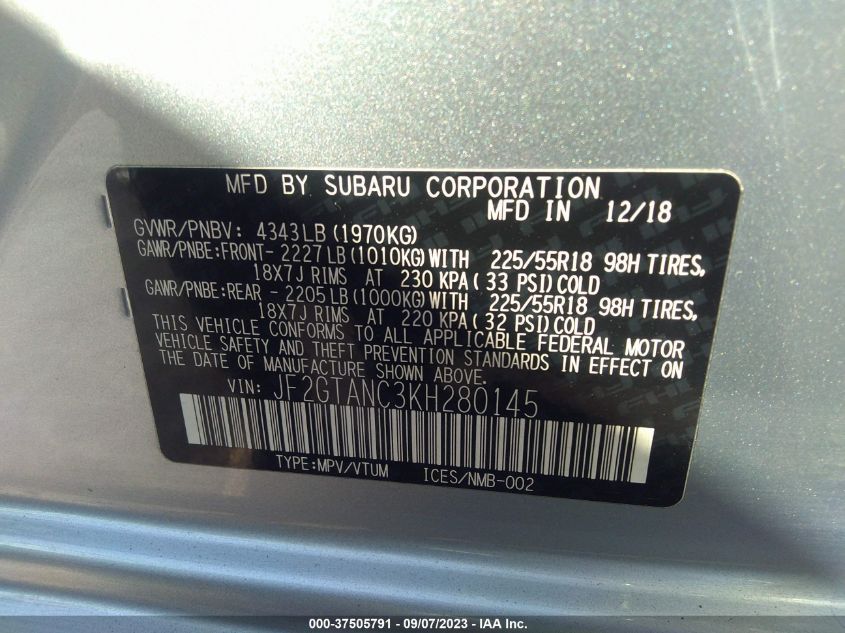 MFD BY SUBARU CORPORATION
MFD IN 12/18
GVWR/PNBV: 4343LB(1970KG)
GAWR/PNBE:FRONT- 2227LB(1010KG)WITH 225/55R18 98H TIRES,
18X7J RIMS AT 230 KPA( 33 PSI)COLD
GAWR/PNBE:REAR - 2205LB(1000KG)WITH 225/55R18 98H TIRES,
18X7J RIMS AT 220 KPA( 32 PSI)COLD
THIS VEHICLE CONFORMS TO ALL APPLICABLE FEDERAL MOTOR
VEHICLE SAFETY AND THEFT PREVENTION STANDARDS IN EFFECT ON
THE DATE OF MANUFACTURE SHOWN ABOVE.
VIN: JF2GTANC3KH280145
TYPE:MPV/VTUM ICES/NMB-002
000-37505791 - 09/07/2023 - IAA Inc.